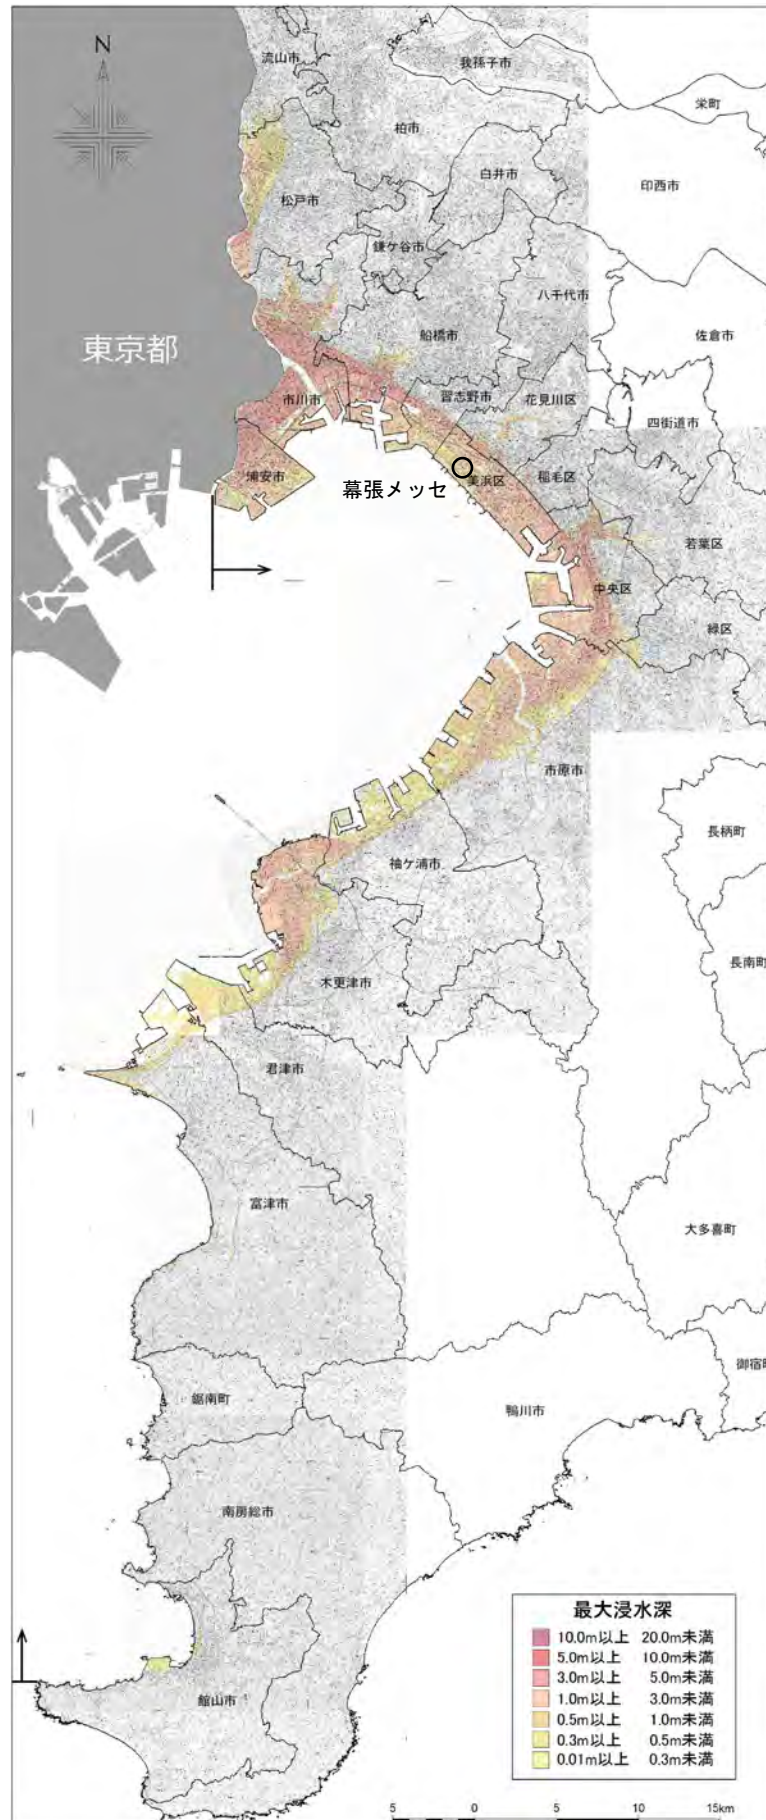 N
流山市
我孫子市
栄町
柏市
白井市
印西市
松戸市
鎌ケ谷市
八千代市
船橋市
佐倉市
東京都
市川市
習志野市
花見川区
四街道市
浦安市
美浜区
稲毛区
幕張メッセ
若葉区
中央区
緑区
市原市
長柄町
袖ケ浦市
長南町
木更津市
君津市
富津市
大多喜町
御宿町
鋸南町
鴨川市
南房総市
館山市
最大浸水深
10.0m以上 20.0m未満
5.0m以上 10.0m未満
3.0m以上 5.0m未満
1.0m以上 3.0m未満
0.5m以上 1.0m未満
0.3m以上 0.5m未満
0.01m以上 0.3m未満
5 0 5 10 15km